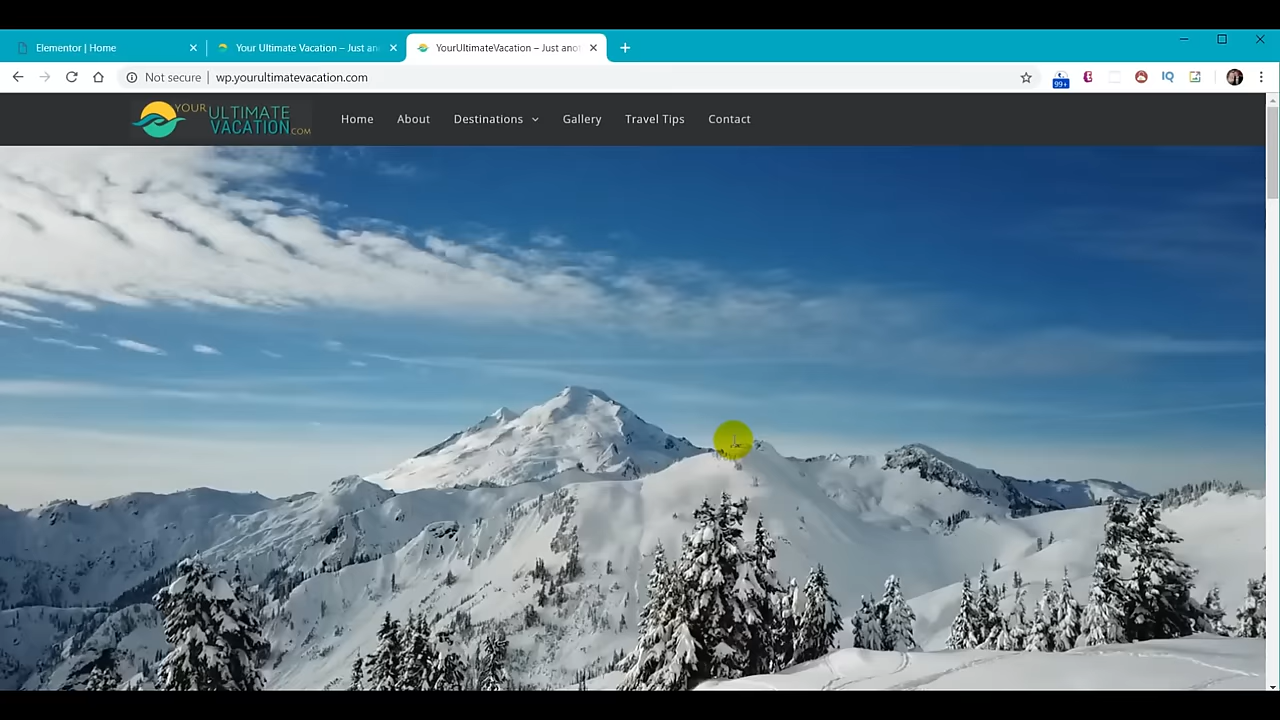 Elementor | Home
Your Ultimate Vacation – Just an
YourUltimateVacation – Just anot
Not secure | wp.yourultimatevacation.com
99+
IQ
YOUR ULTIMATE VACATION.COM
Home About Destinations Gallery Travel Tips Contact